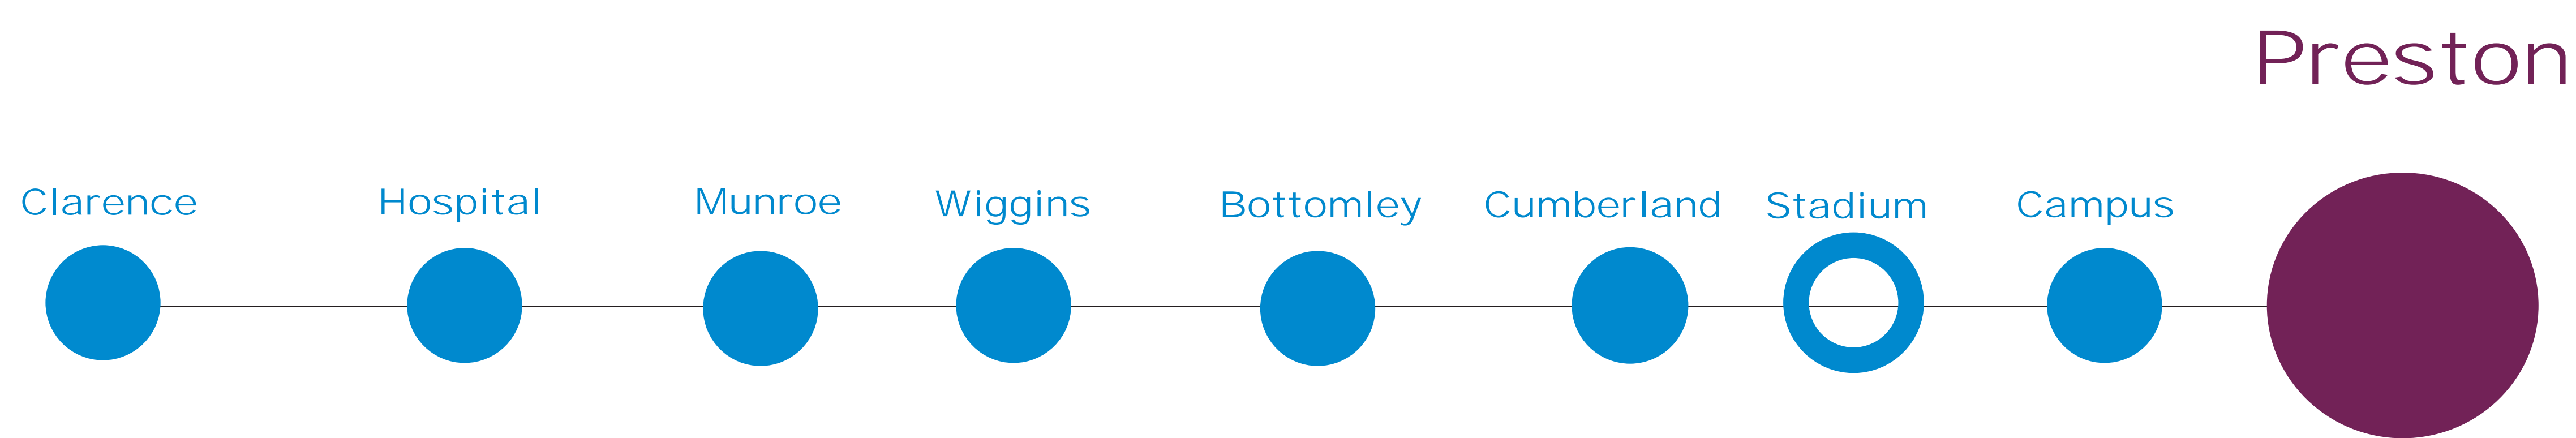 Preston
Clarence
Hospital
Munroe
Wiggins
Bottomley
Cumberland
Stadium
Campus